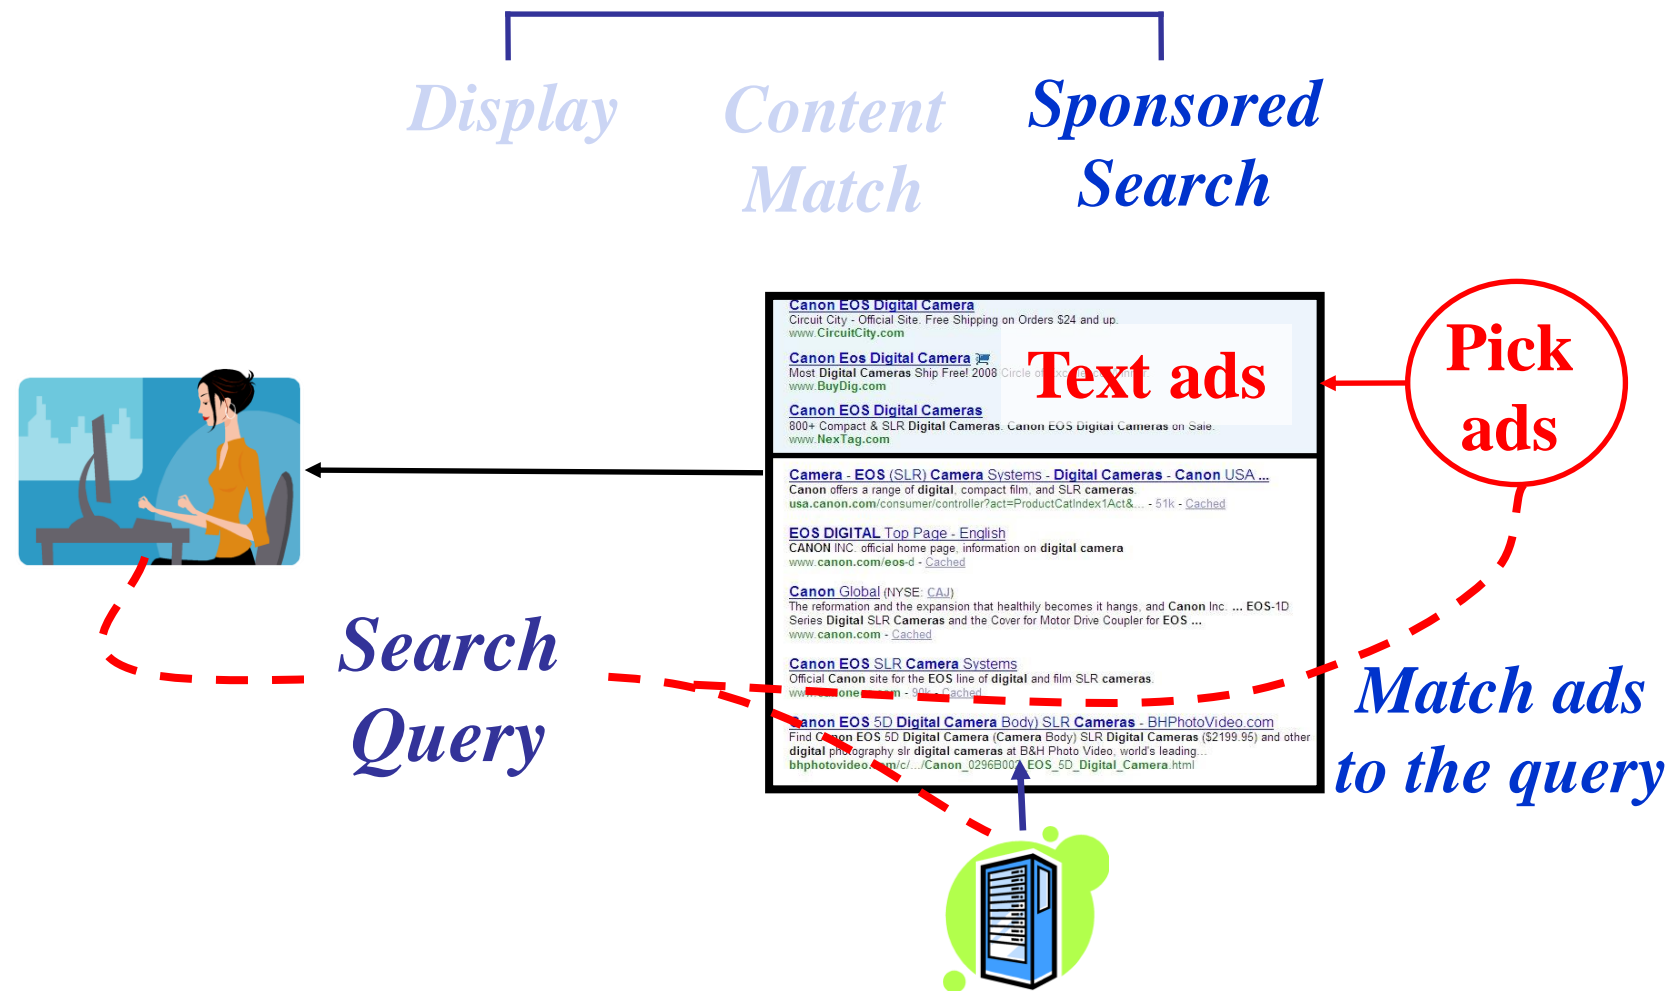 Display
Content
Match
Sponsored
Search
Canon EOS Digital Camera
Circuit City - Official Site. Free Shipping on Orders $24 and up.
www.CircuitCity.com
Canon Eos Digital Camera
Most Digital Cameras Ship Free! 2008 Circle of
www.BuyDig.com
Canon EOS Digital Cameras
800+ Compact & SLR Digital Cameras. Canon EOS Digital Cameras on Sale.
www.NexTag.com
Text ads
Pick
ads
Camera - EOS (SLR) Camera Systems - Digital Cameras - Canon USA ...
Canon offers a range of digital, compact film, and SLR cameras.
usa.canon.com/consumer/controller?act=ProductCatIndex1Act&... - 51k - Cached
EOS DIGITAL Top Page - English
CANON INC. official home page, information on digital camera
www.canon.com/eos-d - Cached
Canon Global (NYSE: CAJ)
The reformation and the expansion that healthily becomes it hangs, and Canon Inc. ... EOS-1D
Series Digital SLR Cameras and the Cover for Motor Drive Coupler for EOS ...
www.canon.com - Cached
Canon EOS SLR Camera Systems
Official Canon site for the EOS line of digital and film SLR cameras.
- 90k - Cached
Canon EOS 5D Digital Camera Body) SLR Cameras - BHPhotoVideo.com
Find Canon EOS 5D Digital Camera (Camera Body) SLR Digital Cameras ($2199.95) and other
digital photography slr digital cameras at B&H Photo Video, world's leading...
bhphotovideo.com/c/.../Canon_0296B002_EOS_5D_Digital_Camera.html
Search
Query
Match ads
to the query